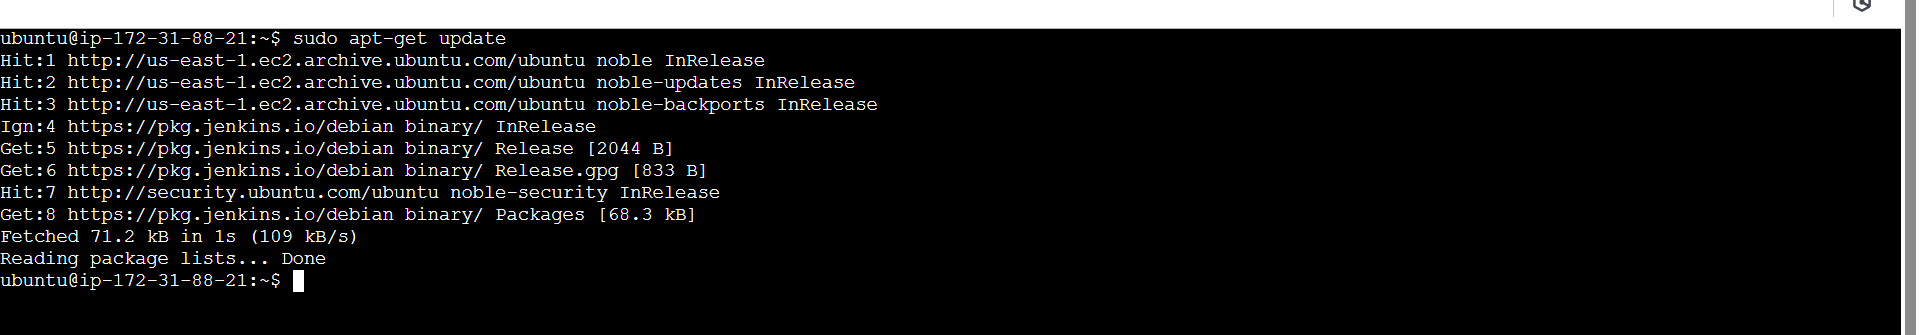 ubuntu@ip-172-31-88-21:~$ sudo apt-get update
Hit:1 http://us-east-1.ec2.archive.ubuntu.com/ubuntu noble InRelease
Hit:2 http://us-east-1.ec2.archive.ubuntu.com/ubuntu noble-updates InRelease
Hit:3 http://us-east-1.ec2.archive.ubuntu.com/ubuntu noble-backports InRelease
Ign:4 https://pkg.jenkins.io/debian binary/ InRelease
Get:5 https://pkg.jenkins.io/debian binary/ Release [2044 B]
Get:6 https://pkg.jenkins.io/debian binary/ Release.gpg [833 B]
Hit:7 http://security.ubuntu.com/ubuntu noble-security InRelease
Get:8 https://pkg.jenkins.io/debian binary/ Packages [68.3 kB]
Fetched 71.2 kB in 1s (109 kB/s)
Reading package lists... Done
ubuntu@ip-172-31-88-21:~$